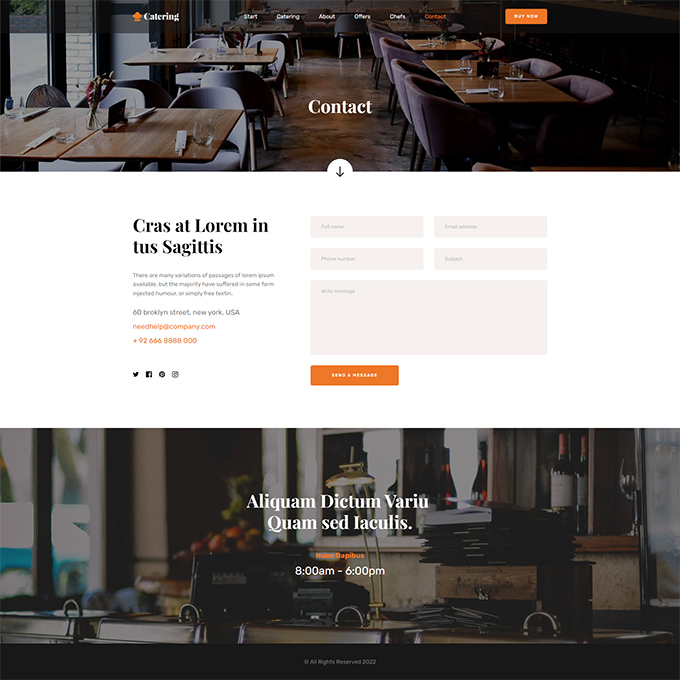 Catering
Start Catering About Offers Chefs Contact
BUY NOW
Contact
Cras at Lorem in
tus Sagittis
There are many variations of passages of lorem ipsum
available, but the majority have suffered in some form
injected humour, or simply free textin.
60 broklyn street, new york. USA
needhelp@company.com
+ 92 666 8888 000
Full name
Email address
Phone number
Subject
Write message
SEND A MESSAGE
Aliquam Dictum Variu
Quam sed Iaculis.
Nunc Dapibus
8:00am - 6:00pm
© All Rights Reserved 2022